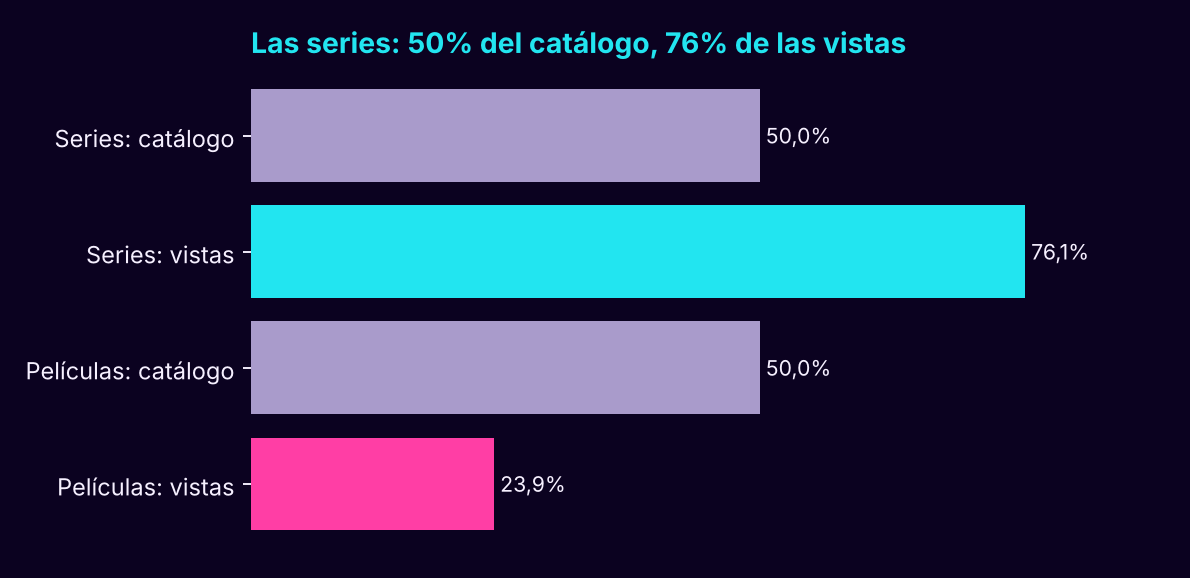 Las series: 50% del catálogo, 76% de las vistas
Series: catálogo 50,0%
Series: vistas 76,1%
Películas: catálogo 50,0%
Películas: vistas 23,9%